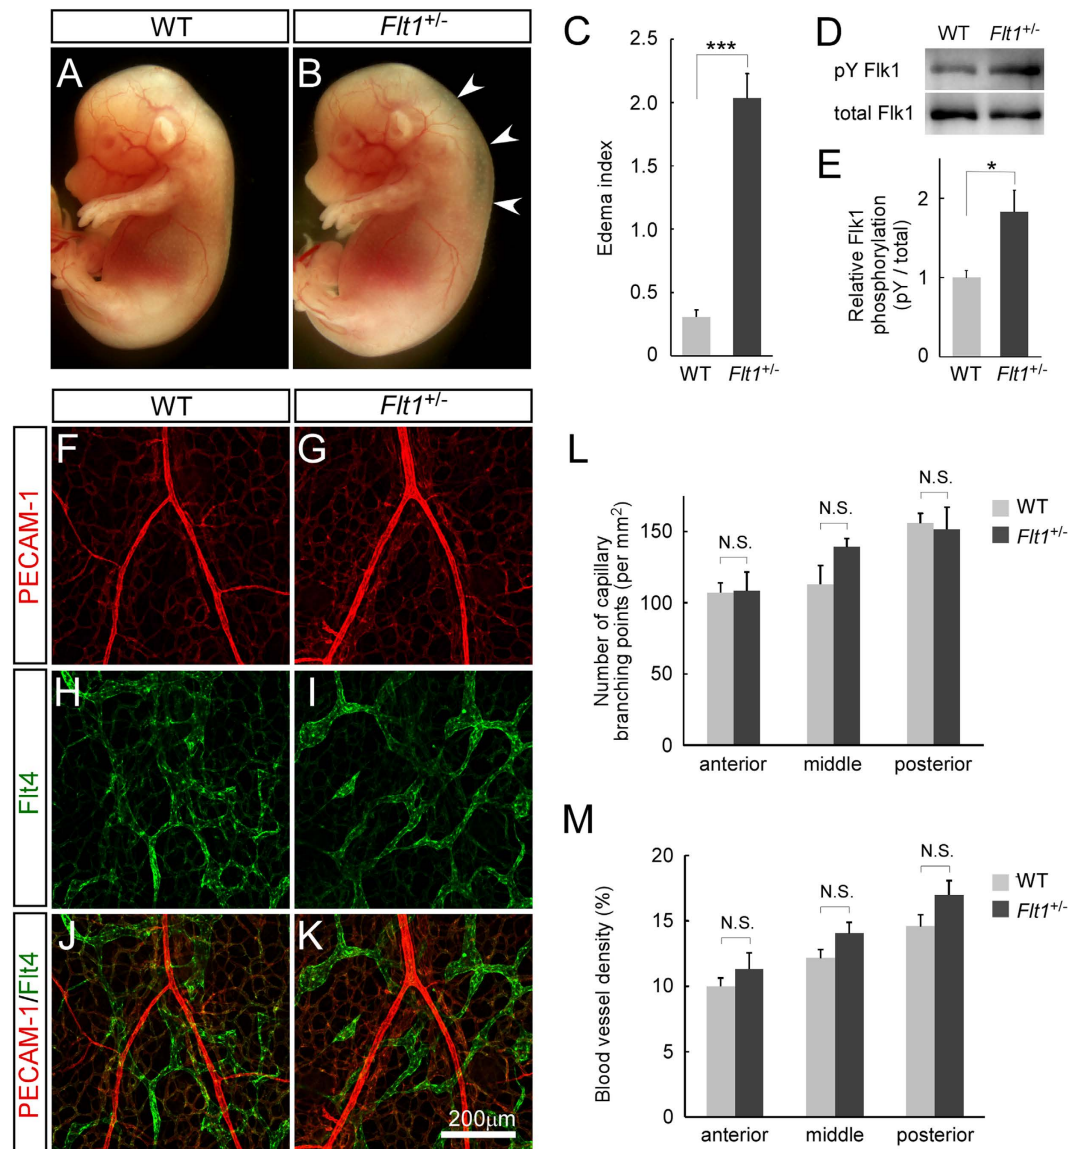 WT
Flt1+/-
A
B
C
Edema index
2.5
2.0
1.5
1.0
0.5
0
***
WT
Flt1+/-
D
WT
Flt1+/-
pY Flk1
total Flk1
E
Relative Flk1
phosphorylation
(pY / total)
2
1
0
*
WT
Flt1+/-
WT
Flt1+/-
PECAM-1
F
G
Flt4
H
I
PECAM-1/Flt4
J
K
200μm
L
Number of capillary
branching points (per mm2)
150
100
50
0
N.S.
N.S.
N.S.
WT
Flt1+/-
anterior
middle
posterior
M
Blood vessel density (%)
20
15
10
5
0
N.S.
N.S.
N.S.
WT
Flt1+/-
anterior
middle
posterior